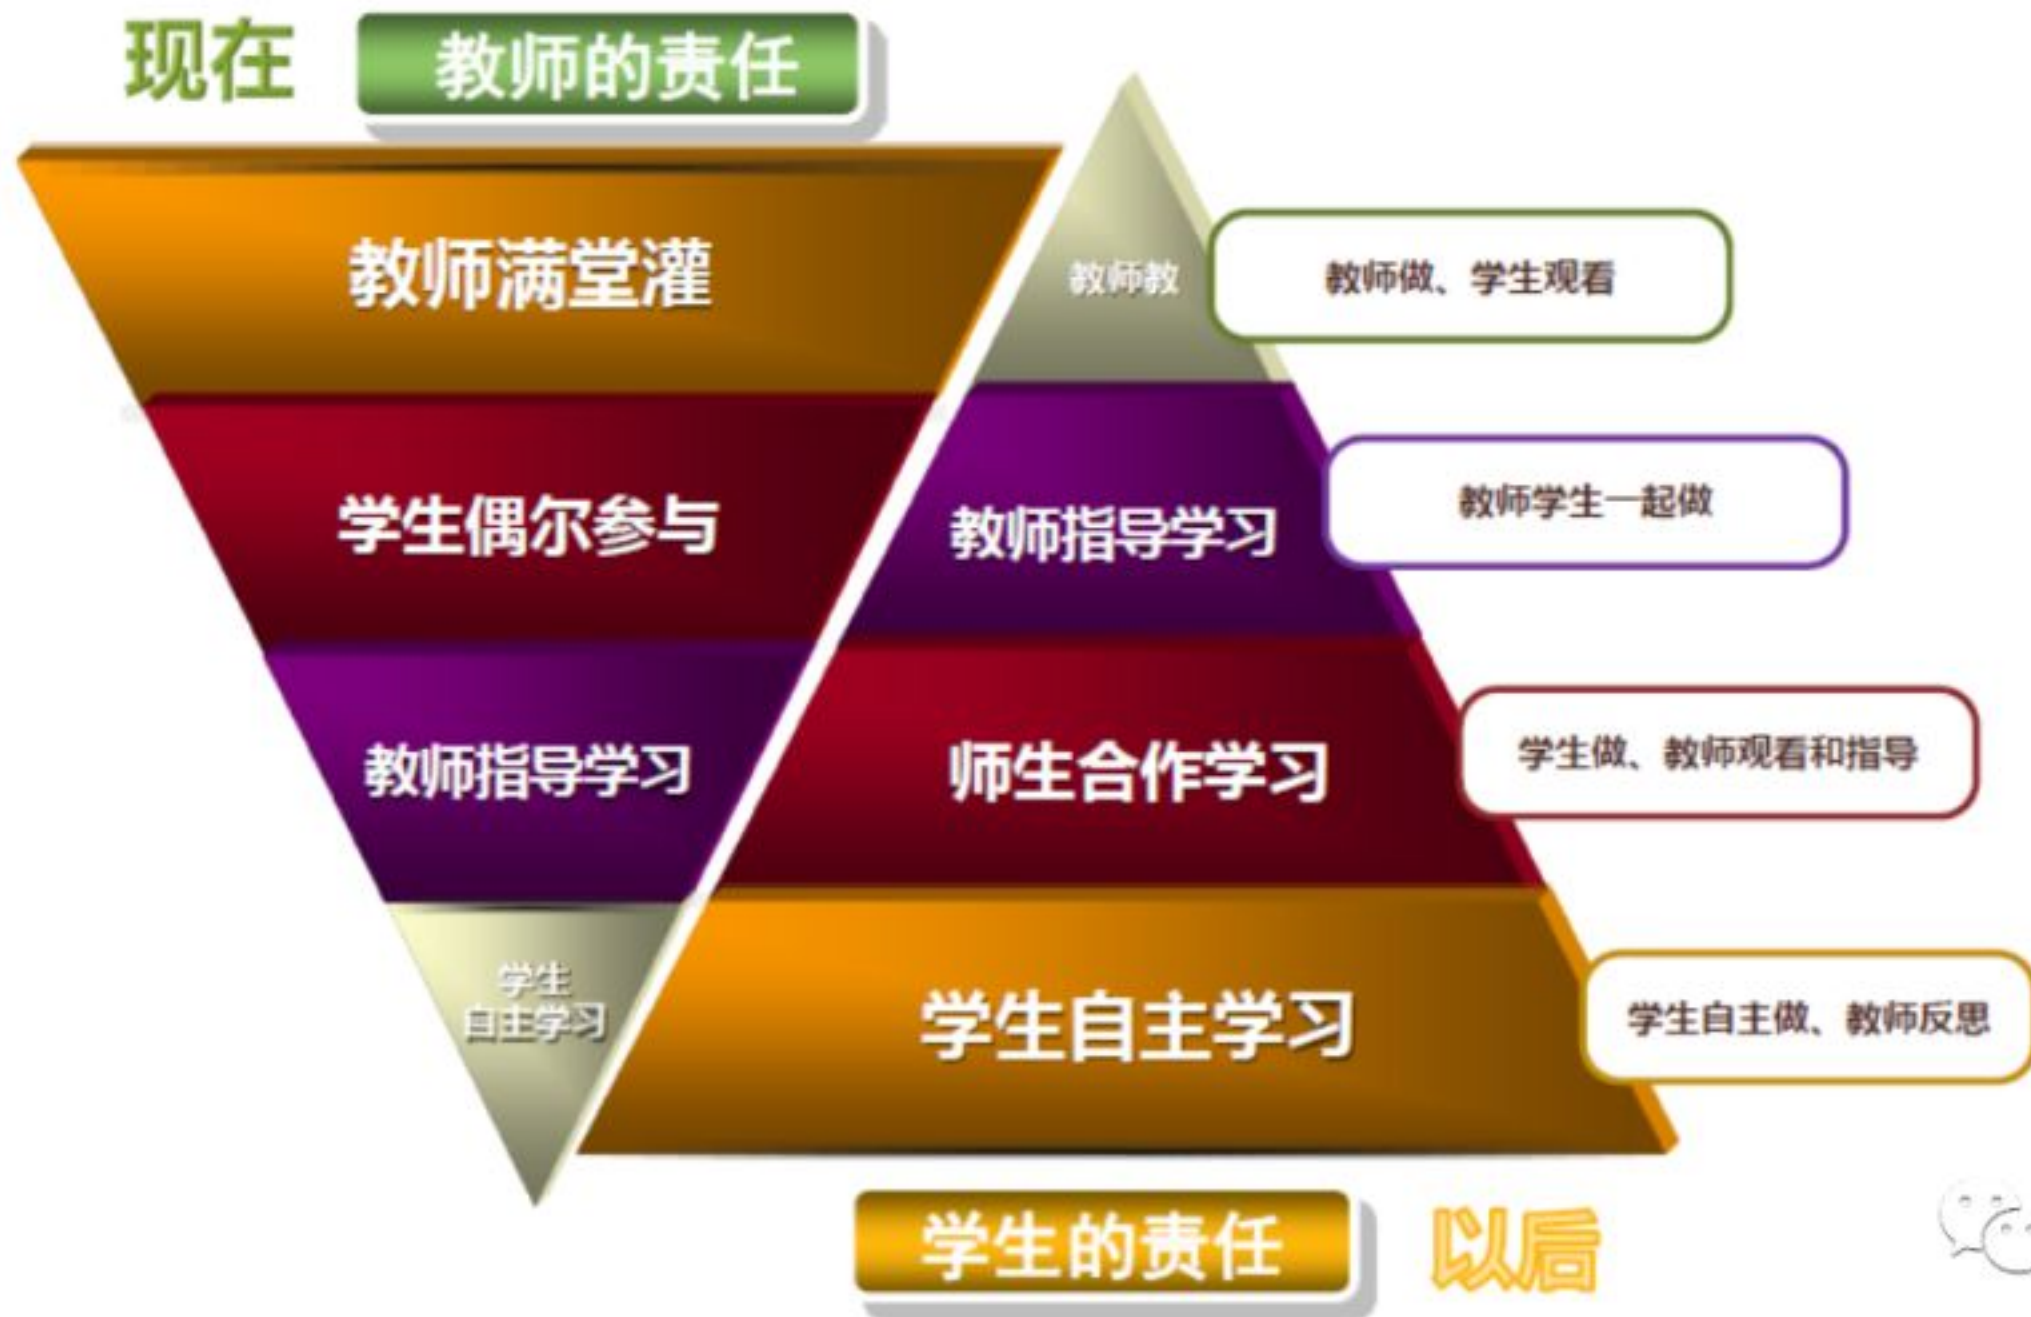 现在
教师的责任
教师满堂灌
学生偶尔参与
教师指导学习
学生
自主学习
教师教
教师做、学生观看
教师指导学习
教师学生一起做
师生合作学习
学生做、教师观看和指导
学生自主学习
学生自主做、教师反思
学生的责任
以后